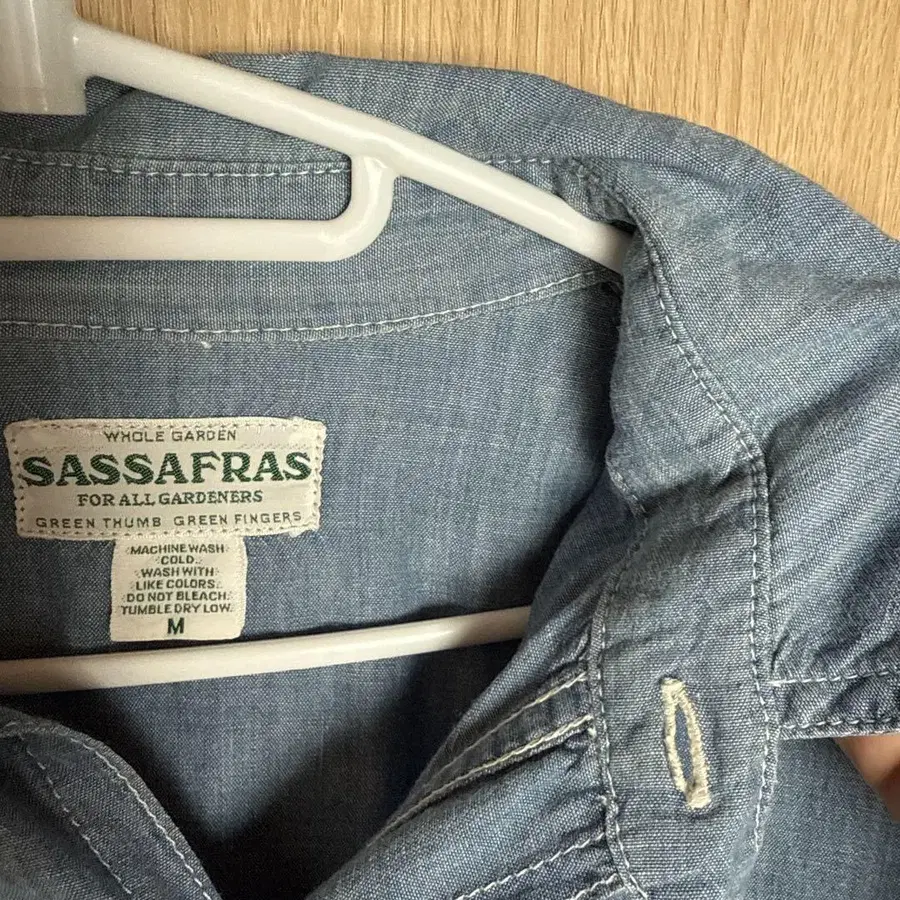 WHOLE GARDEN
SASSAFRAS
FOR ALL GARDENERS
GREEN THUMB GREEN FINGERS
MACHINE WASH
COLD.
WASH WITH
LIKE COLORS.
DO NOT BLEACH.
TUMBLE DRY LOW.
M